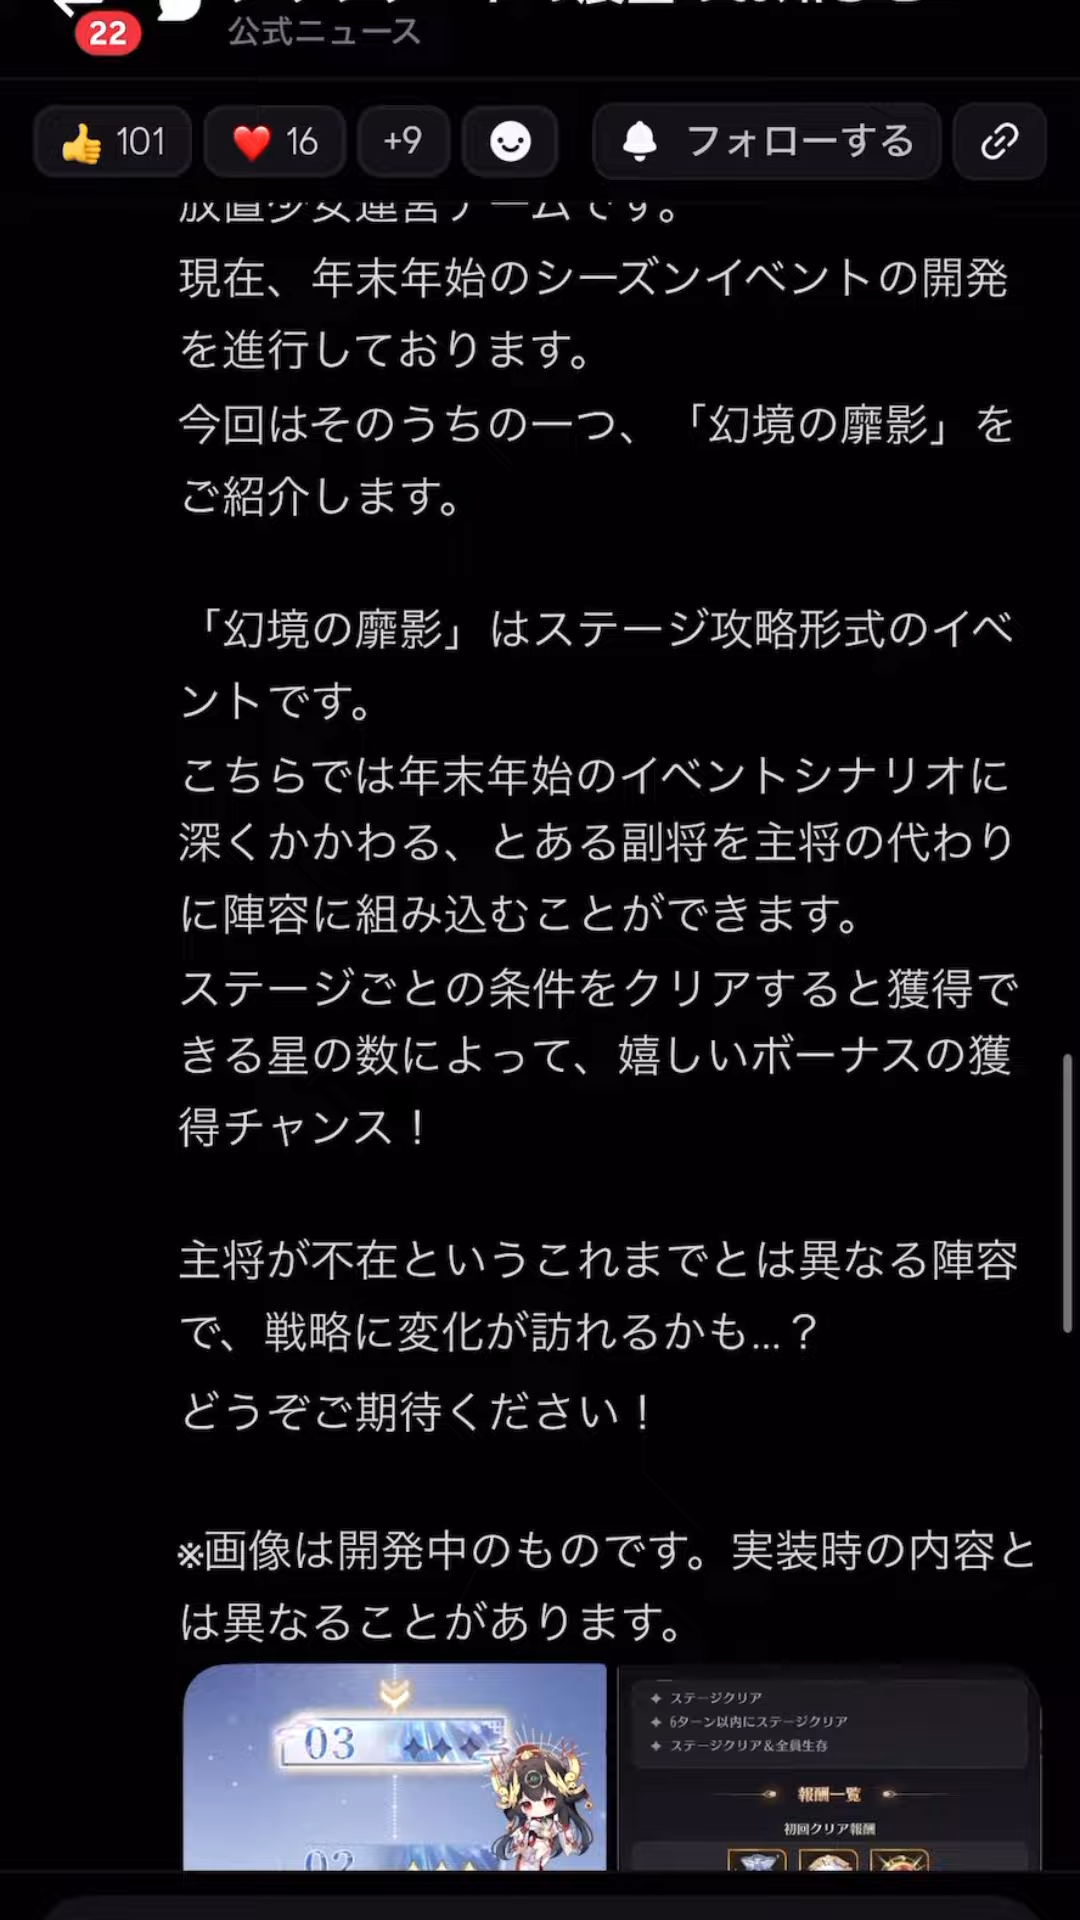 22
公式ニュース
101
16
+9
フォローする
放置少女運営チームです。
現在、年末年始のシーズンイベントの開発
を進行しております。
今回はそのうちの一つ、「幻境の靡影」を
ご紹介します。
「幻境の靡影」はステージ攻略形式のイベ
ントです。
こちらでは年末年始のイベントシナリオに
深くかかわる、とある副将を主将の代わり
に陣容に組み込むことができます。
ステージごとの条件をクリアすると獲得で
きる星の数によって、嬉しいボーナスの獲
得チャンス！
主将が不在というこれまでとは異なる陣容
で、戦略に変化が訪れるかも...？
どうぞご期待ください！
※画像は開発中のものです。実装時の内容と
は異なることがあります。
03
02
ステージクリア
6ターン以内にステージクリア
ステージクリア＆全員生存
報酬一覧
初回クリア報酬